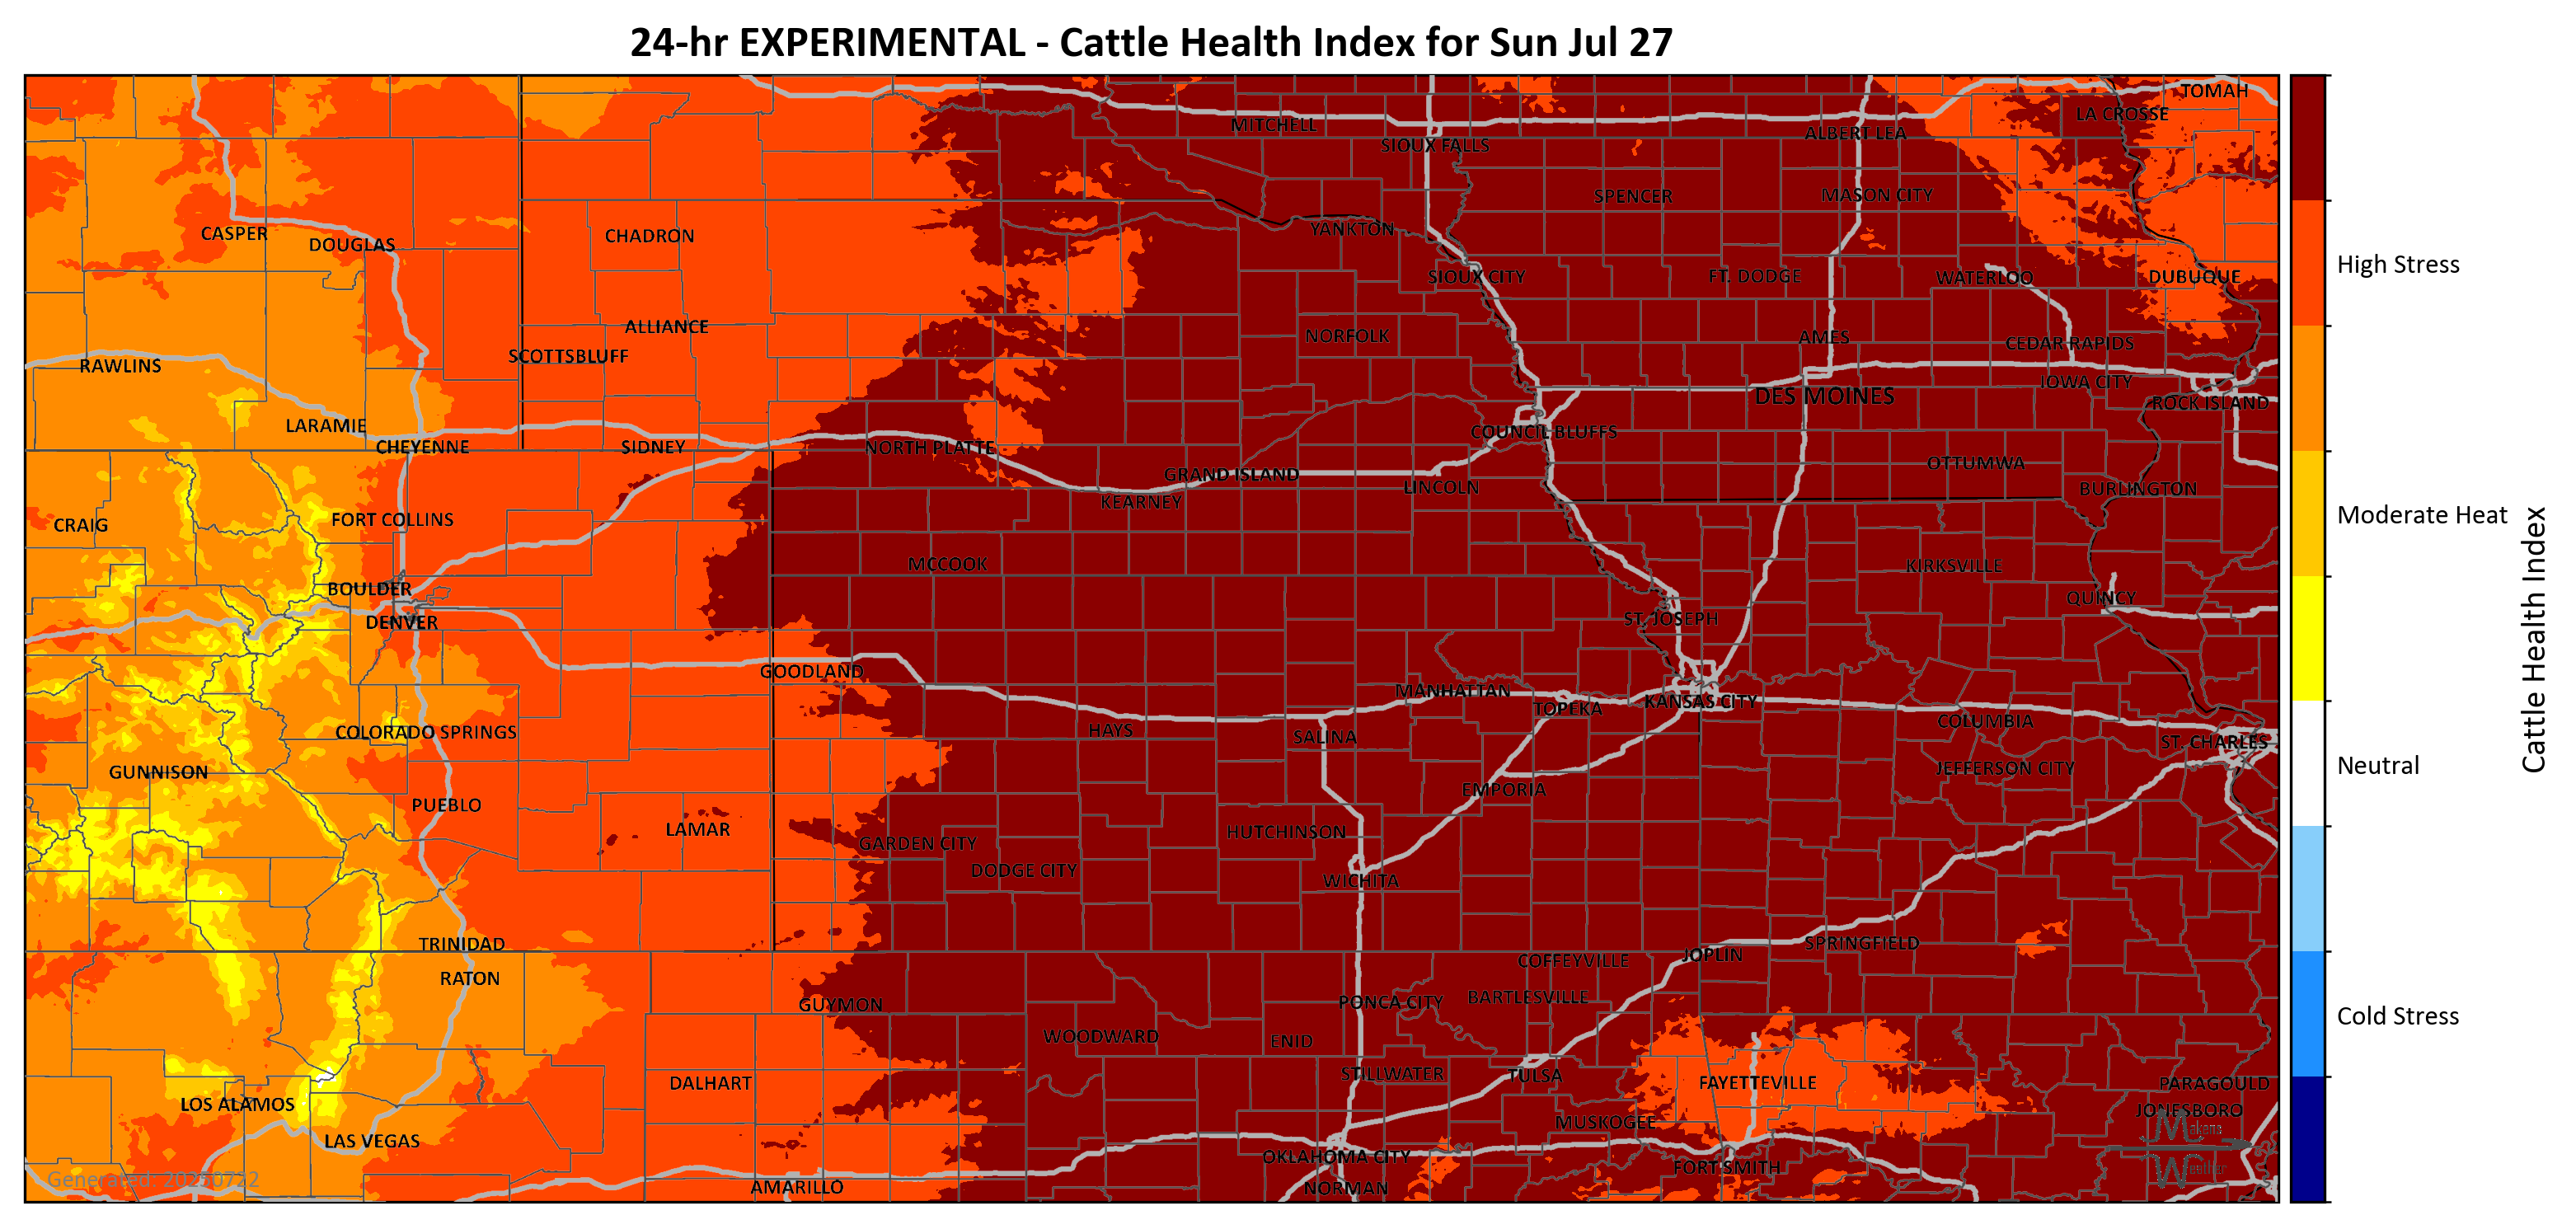 24-hr EXPERIMENTAL - Cattle Health Index for Sun Jul 27
TOMAH
LA CROSSE
MITCHELL
ALBERT LEA
SIOUX FALLS
SPENCER
MASON CITY
CASPER
DOUGLAS
CHADRON
YANKTON
SIOUX CITY
FT. DODGE
WATERLOO
DUBUQUE
High Stress
ALLIANCE
NORFOLK
AMES
CEDAR RAPIDS
SCOTTSBLUFF
RAWLINS
IOWA CITY
DES MOINES
ROCK ISLAND
LARAMIE
COUNCIL BLUFFS
CHEYENNE
SIDNEY
NORTH PLATTE
OTTUMWA
GRAND ISLAND
LINCOLN
BURLINGTON
KEARNEY
Moderate Heat
CRAIG
FORT COLLINS
MCCOOK
KIRKSVILLE
BOULDER
QUINCY
DENVER
ST. JOSEPH
Cattle Health Index
GOODLAND
MANHATTAN
KANSAS CITY
TOPEKA
COLUMBIA
COLORADO SPRINGS
HAYS
SALINA
ST. CHARLES
Neutral
GUNNISON
JEFFERSON CITY
EMPORIA
PUEBLO
LAMAR
HUTCHINSON
GARDEN CITY
DODGE CITY
WICHITA
TRINIDAD
SPRINGFIELD
JOPLIN
COFFEYVILLE
RATON
BARTLESVILLE
PONCA CITY
GUYMON
Cold Stress
WOODWARD
ENID
STILLWATER
TULSA
DALHART
FAYETTEVILLE
PARAGOULD
LOS ALAMOS
JONESBORO
MUSKOGEE
Makens
LAS VEGAS
OKLAHOMA CITY
FORT SMITH
Weather
Generated: 20250722
AMARILLO
NORMAN